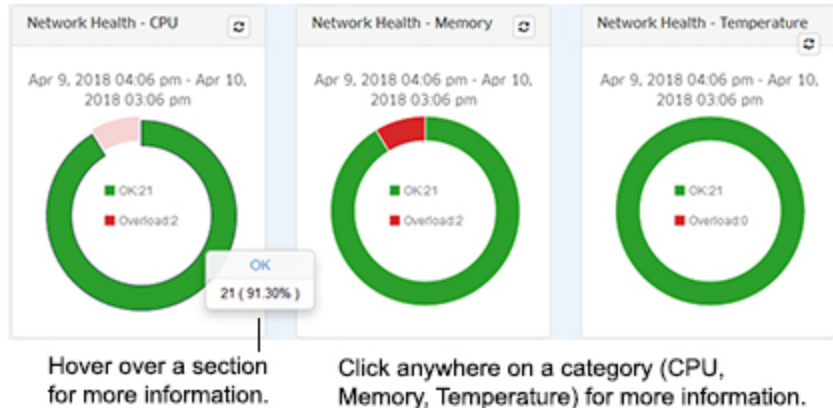 Network Health - CPU
Apr 9, 2018 04:06 pm - Apr 10,
2018 03:06 pm
OK:21
Overload:2
OK
21 ( 91.30% )
Network Health - Memory
Apr 9, 2018 04:06 pm - Apr 10,
2018 03:06 pm
OK:21
Overload:2
Network Health - Temperature
Apr 9, 2018 04:06 pm - Apr 10,
2018 03:06 pm
OK:21
Overload:0
Hover over a section
for more information.
Click anywhere on a category (CPU,
Memory, Temperature) for more information.